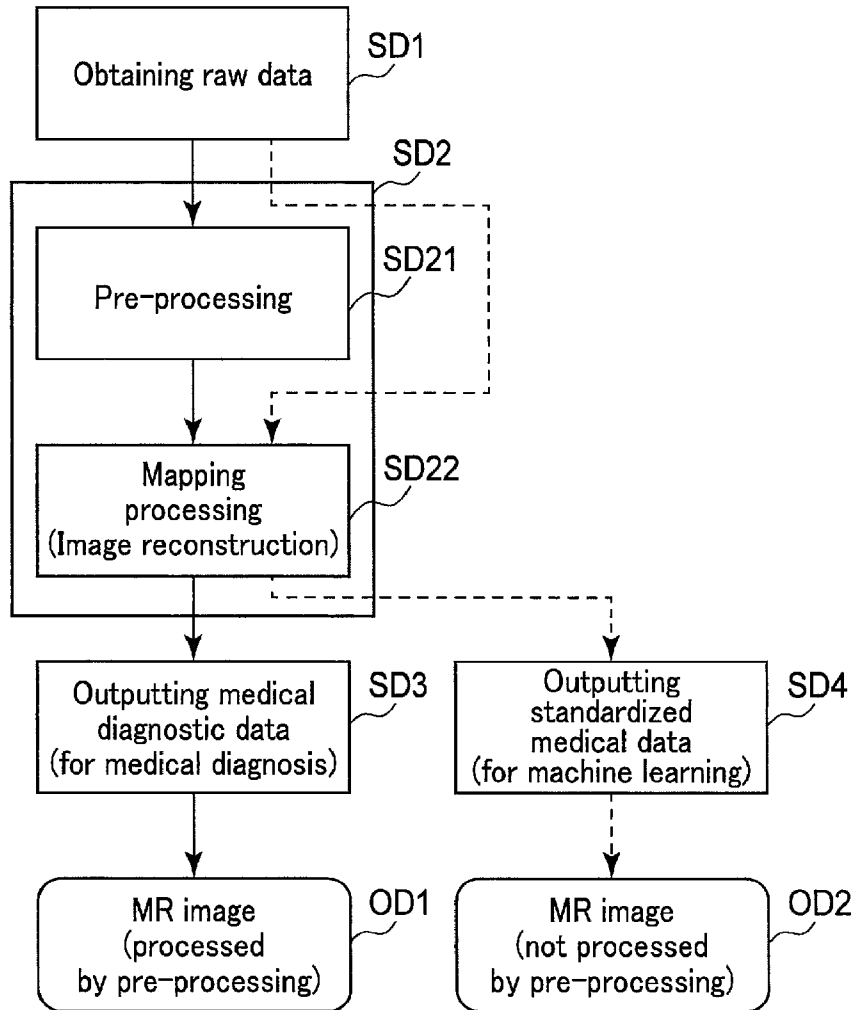 Obtaining raw data
SD1
SD2
Pre-processing
SD21
Mapping
processing
(Image reconstruction)
SD22
Outputting medical
diagnostic data
(for medical diagnosis)
SD3
Outputting
standardized
medical data
(for machine learning)
SD4
MR image
(processed
by pre-processing)
OD1
MR image
(not processed
by pre-processing)
OD2